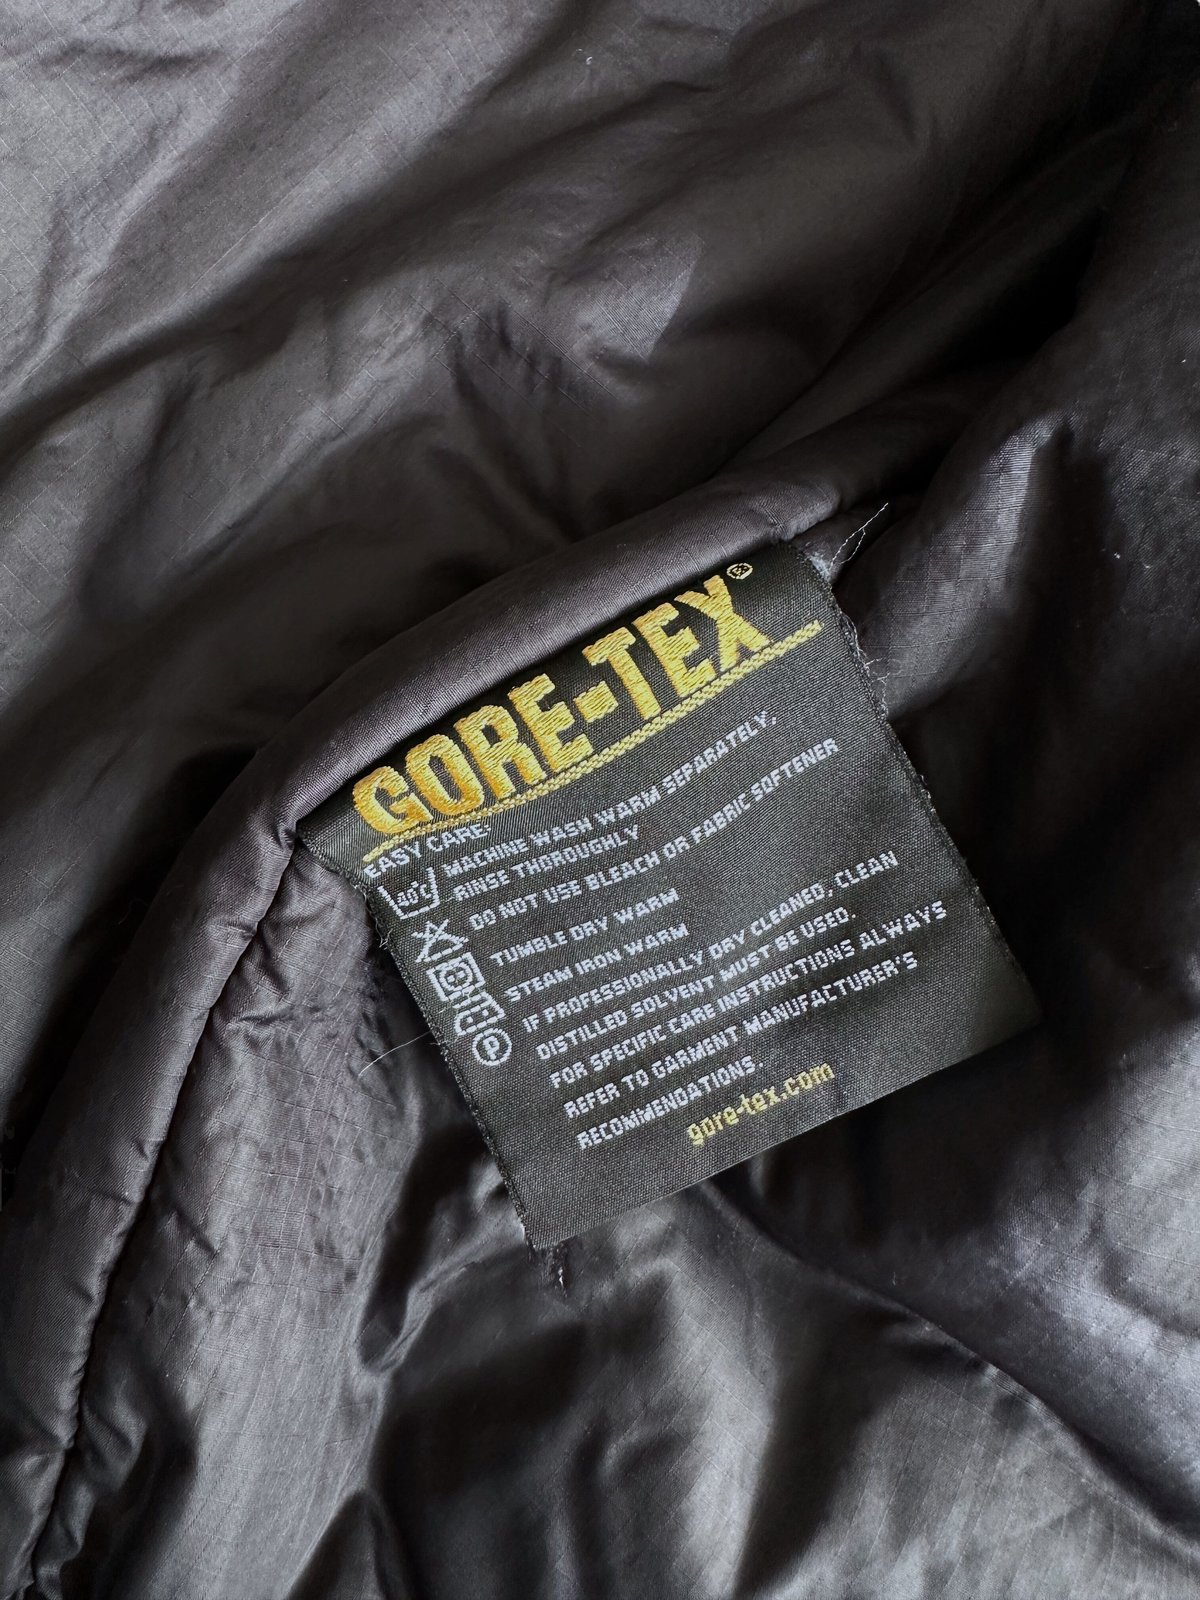 GORE-TEX®
EASY CARE:
40°C MACHINE WASH WARM SEPARATELY,
RINSE THOROUGHLY
DO NOT USE BLEACH OR FABRIC SOFTENER
TUMBLE DRY WARM
STEAM IRON WARM
IF PROFESSIONALLY DRY CLEANED, CLEAN
P DISTILLED SOLVENT MUST BE USED.
FOR SPECIFIC CARE INSTRUCTIONS ALWAYS
REFER TO GARMENT MANUFACTURER'S
RECOMMENDATIONS.
gore-tex.com